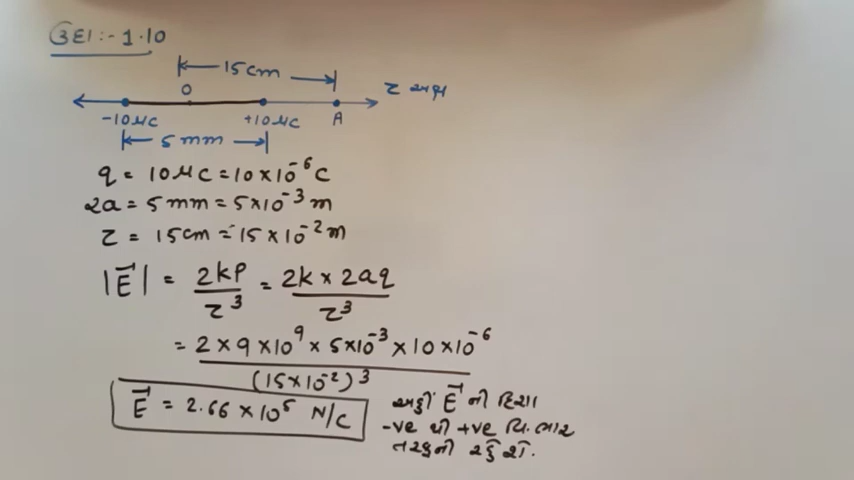 ઉદા:- 1.10
15cm
O
z અક્ષ
-10μC +10μC A
5 mm
q = 10μC = 10×10⁻⁶C
2a = 5mm = 5×10⁻³m
z = 15cm = 15×10⁻²m
|E⃗| = 2kP/z³ = 2k × 2aq/z³
= 2×9×10⁹×5×10⁻³×10×10⁻⁶/(15×10⁻²)³
E⃗ = 2.66×10⁵ N/C
અહીં E⃗ ની દિશા
-ve થી +ve વિ.ભાર
તરફની